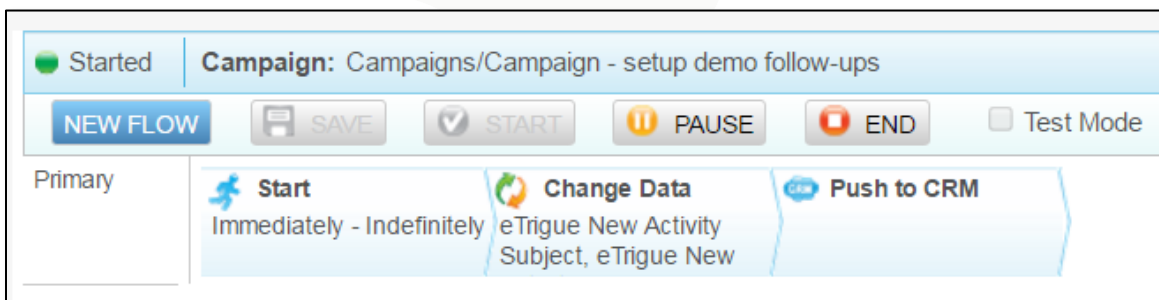 Started Campaign: Campaigns/Campaign - setup demo follow-ups
NEW FLOW SAVE START PAUSE END Test Mode
Primary
Start Change Data CRM Push to CRM
Immediately - Indefinitely eTrigue New Activity
Subject, eTrigue New